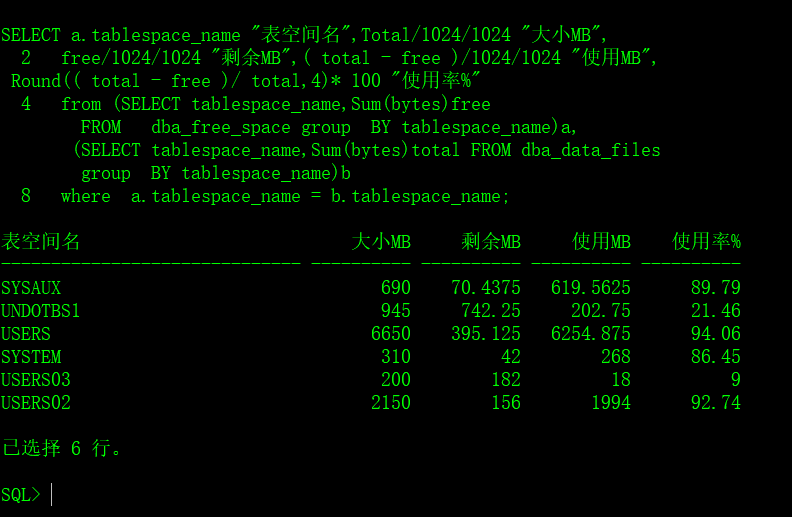 SELECT a.tablespace_name "表空间名",Total/1024/1024 "大小MB",
2 free/1024/1024 "剩余MB",( total - free )/1024/1024 "使用MB",
Round(( total - free )/ total,4)* 100 "使用率%"
4 from (SELECT tablespace_name,Sum(bytes)free
FROM dba_free_space group BY tablespace_name)a,
(SELECT tablespace_name,Sum(bytes)total FROM dba_data_files
group BY tablespace_name)b
8 where a.tablespace_name = b.tablespace_name;
表空间名 大小MB 剩余MB 使用MB 使用率%
------------------------------ ---------- ---------- ---------- ----------
SYSAUX 690 70.4375 619.5625 89.79
UNDOTBS1 945 742.25 202.75 21.46
USERS 6650 395.125 6254.875 94.06
SYSTEM 310 42 268 86.45
USERS03 200 182 18 9
USERS02 2150 156 1994 92.74
已选择 6 行。
SQL>